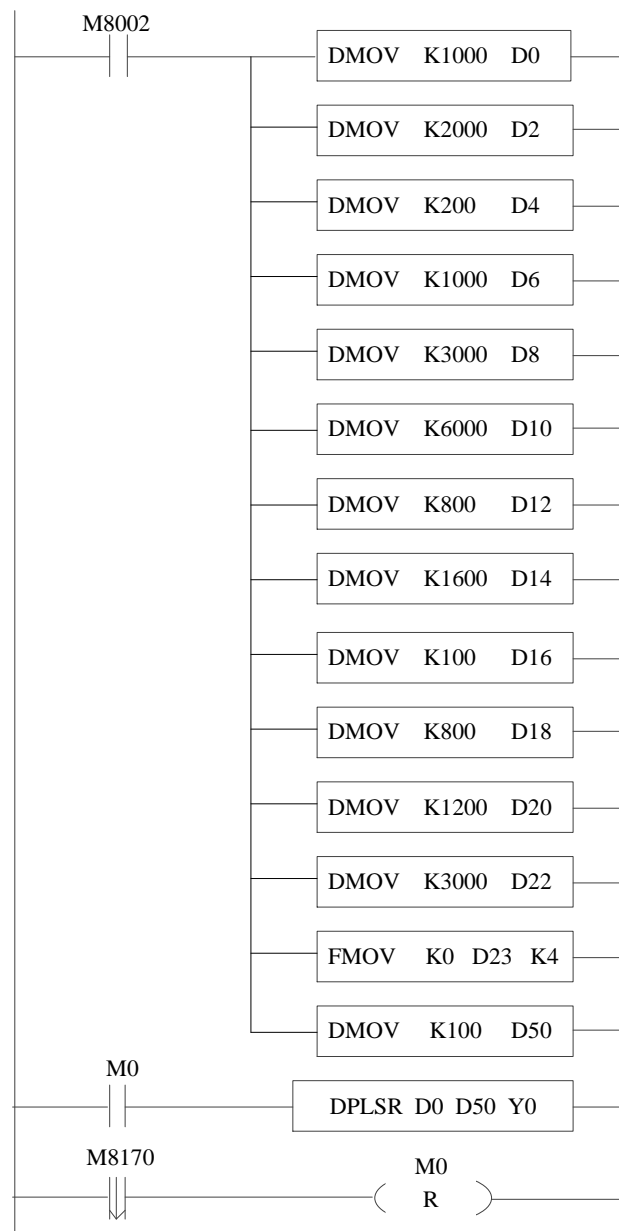 M8002
DMOV K1000 D0
DMOV K2000 D2
DMOV K200 D4
DMOV K1000 D6
DMOV K3000 D8
DMOV K6000 D10
DMOV K800 D12
DMOV K1600 D14
DMOV K100 D16
DMOV K800 D18
DMOV K1200 D20
DMOV K3000 D22
FMOV K0 D23 K4
DMOV K100 D50
M0
DPLSR D0 D50 Y0
M8170
M0
R